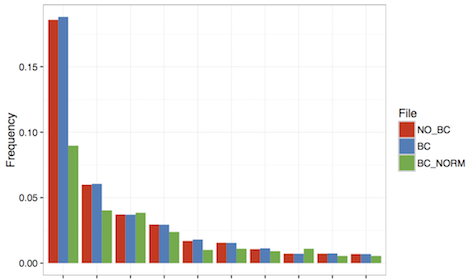 0.15
0.10
0.05
0.00
Frequency
File
NO_BC
BC
BC_NORM